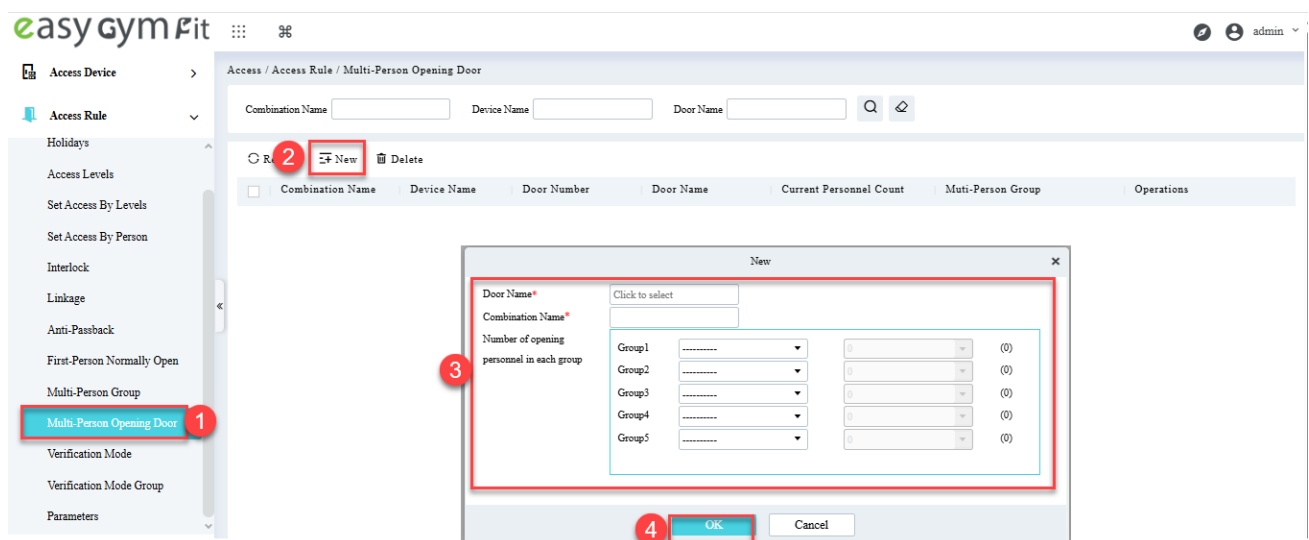 easy Gym Fit
admin
Access Device
Access / Access Rule / Multi-Person Opening Door
Access Rule
Combination Name Device Name Door Name
Holidays
2 New Delete
Access Levels
Combination Name Device Name Door Number Door Name Current Personnel Count Muti-Person Group Operations
Set Access By Levels
Set Access By Person
Interlock
Linkage
Anti-Passback
First-Person Normally Open
Multi-Person Group
Multi-Person Opening Door 1
Verification Mode
Verification Mode Group
Parameters
New
Door Name* Click to select
Combination Name*
Number of opening
personnel in each group
3
Group1 ---------- 0 (0)
Group2 ---------- 0 (0)
Group3 ---------- 0 (0)
Group4 ---------- 0 (0)
Group5 ---------- 0 (0)
4 OK Cancel